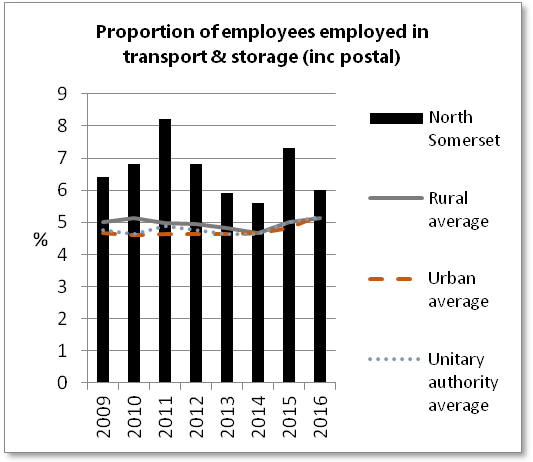 Proportion of employees employed in
transport & storage (inc postal)
9
8
7
6
5
4
3
2
1
0
%
2009
2010
2011
2012
2013
2014
2015
2016
North
Somerset
Rural
average
Urban
average
Unitary
authority
average